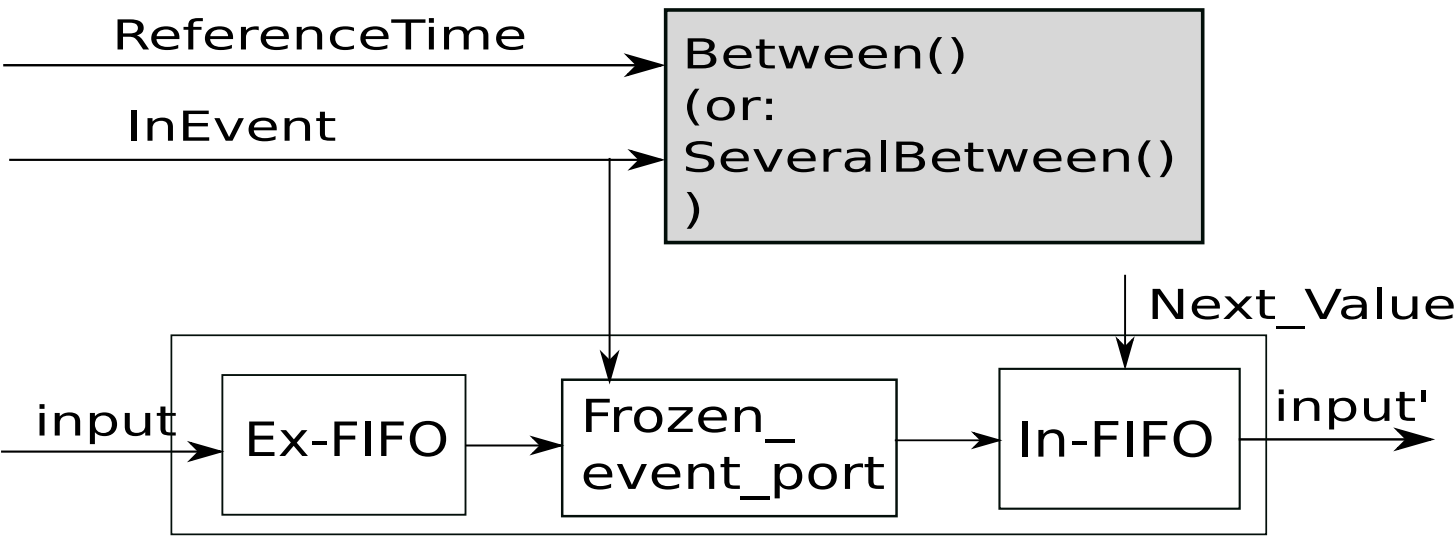 ReferenceTime
Between()
(or:
SeveralBetween()
)
InEvent
Next_Value
input
Ex-FIFO
Frozen_
event_port
In-FIFO
input'